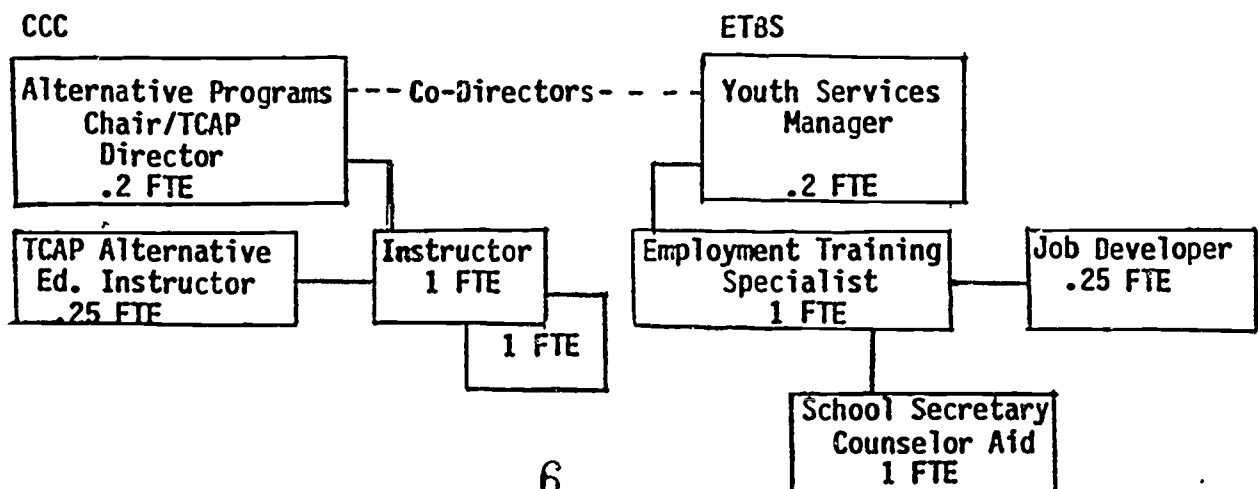 CCC
ETBS
Alternative Programs
Chair/TCAP
Director
.2 FTE
---Co-Directors- - - -
Youth Services
Manager
.2 FTE
TCAP Alternative
Ed. Instructor
.25 FTE
Instructor
1 FTE
1 FTE
Employment Training
Specialist
1 FTE
Job Developer
.25 FTE
School Secretary
Counselor Aid
1 FTE
6